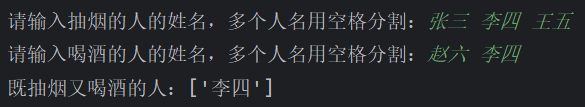 请输入抽烟的人的姓名，多个人名用空格分割：张三 李四 王五
请输入喝酒的人的姓名，多个人名用空格分割：赵六 李四
既抽烟又喝酒的人：['李四']